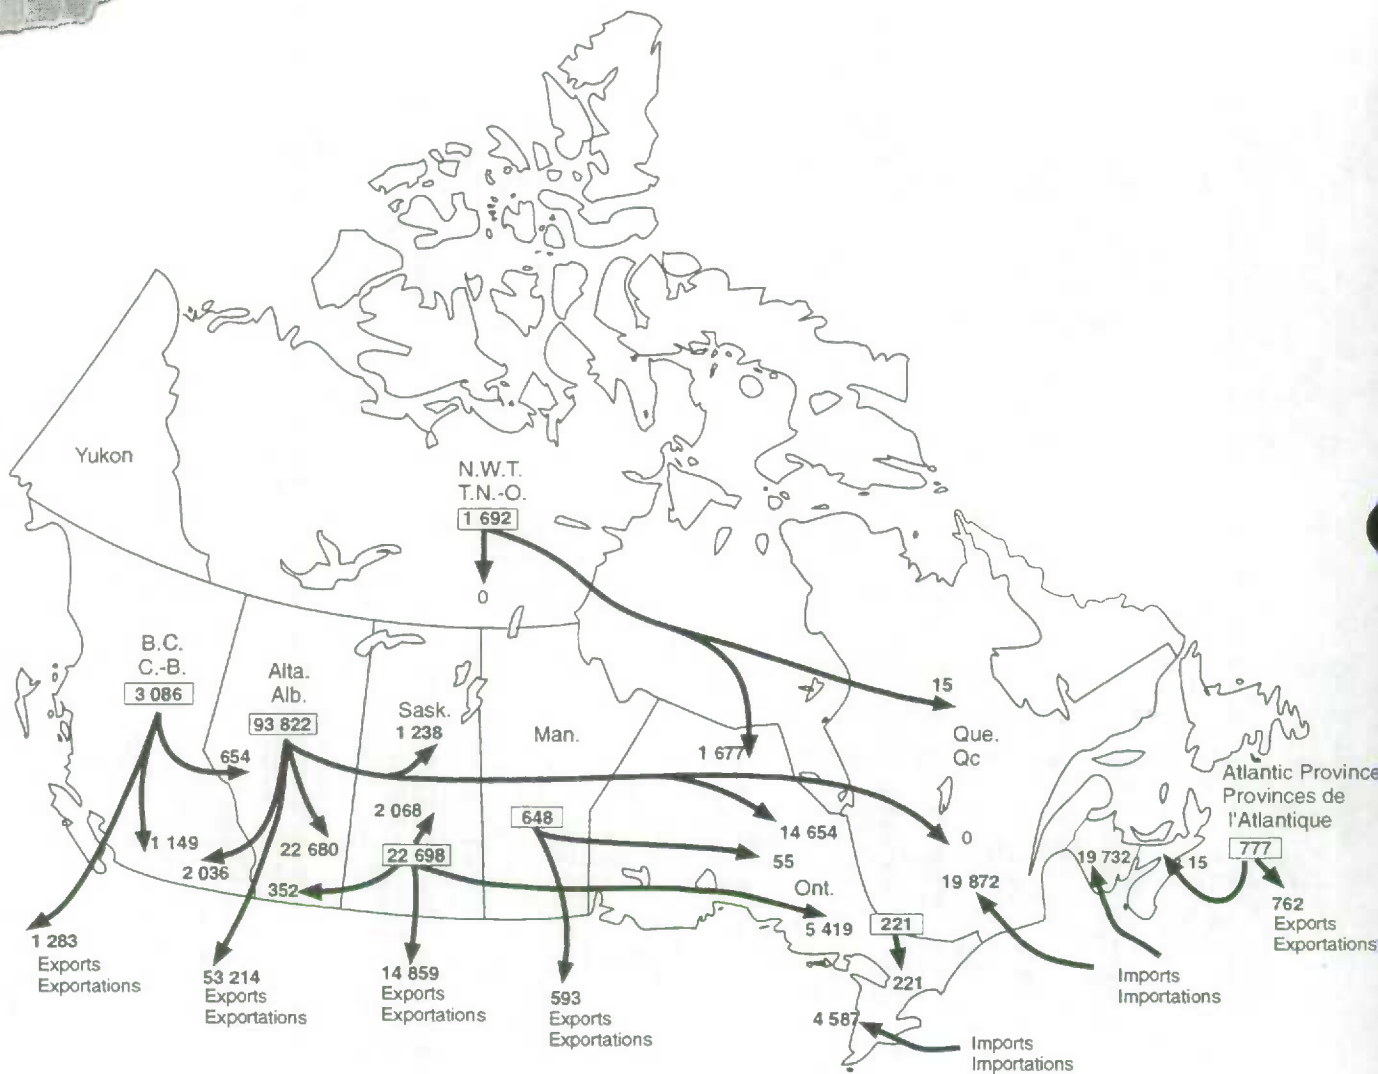 Yukon
N.W.T.
T.N.-O.
1 692
0
B.C.
C.-B.
3 086
654
1 149
1 283
Exports
Exportations
Alta.
Alb.
93 822
2 036
22 680
352
53 214
Exports
Exportations
Sask.
1 238
2 068
22 698
14 859
Exports
Exportations
Man.
648
593
Exports
Exportations
1 677
14 654
55
Ont.
5 419
221
221
4 587
Imports
Importations
15
Que.
Qc
0
19 872
19 732
15
Imports
Importations
Atlantic Province
Provinces de
l'Atlantique
777
762
Exports
Exportations